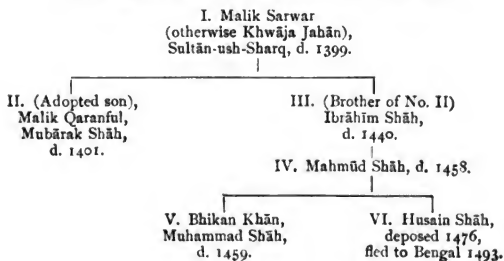 I. Malik Sarwar
(otherwise Khwāja Jahān),
Sultān-ush-Sharq, d. 1399.
II. (Adopted son),
Malik Qaranful,
Mubārak Shāh,
d. 1401.
III. (Brother of No. II)
Ibrāhīm Shāh,
d. 1440.
IV. Mahmūd Shāh, d. 1458.
V. Bhikan Khān,
Muhammad Shāh,
d. 1459.
VI. Husain Shāh,
deposed 1476,
fled to Bengal 1493.